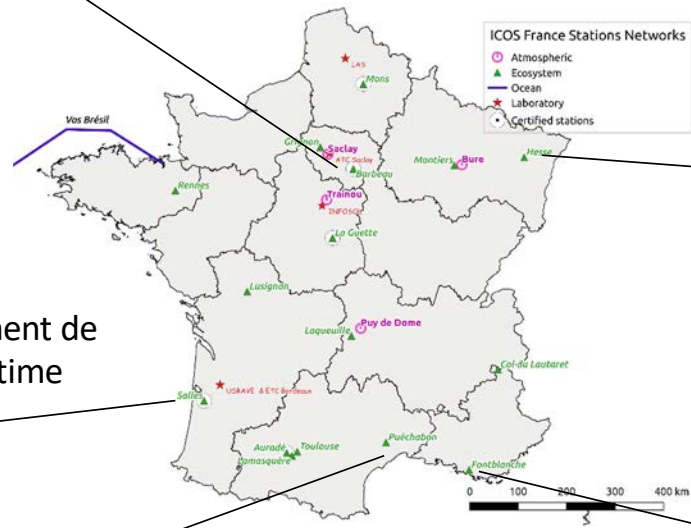 ICOS France Stations Networks
Atmospheric
Ecosystem
Ocean
Laboratory
Certified stations
LAS
Mons
Vos Brésil
Grignon
Saclay
ATC Saclay
Barbeau
Montiers
Bure
Hesse
Rennes
Trainou
INFOSOL
La Guette
Lusignan
ment de
time
Laqueuille
Puy de Dome
Col-du Lautaret
USRAVE & ETC Bordeaux
Salles
Auradé
Toulouse
Lamasquère
Puéchabon
Fontblanche
0 100 200 300 400 km